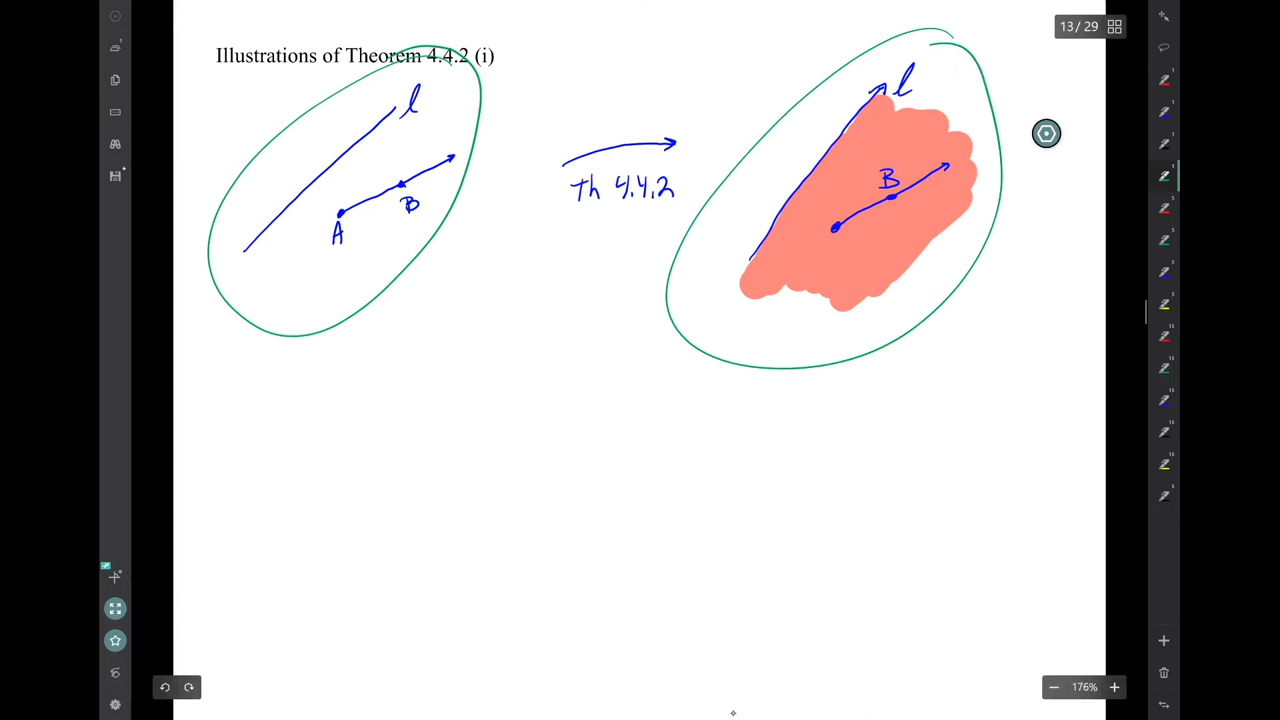 13 / 29
Illustrations of Theorem 4.4.2 (i)
l
A
B
Th 4.4.2
l
B
176%